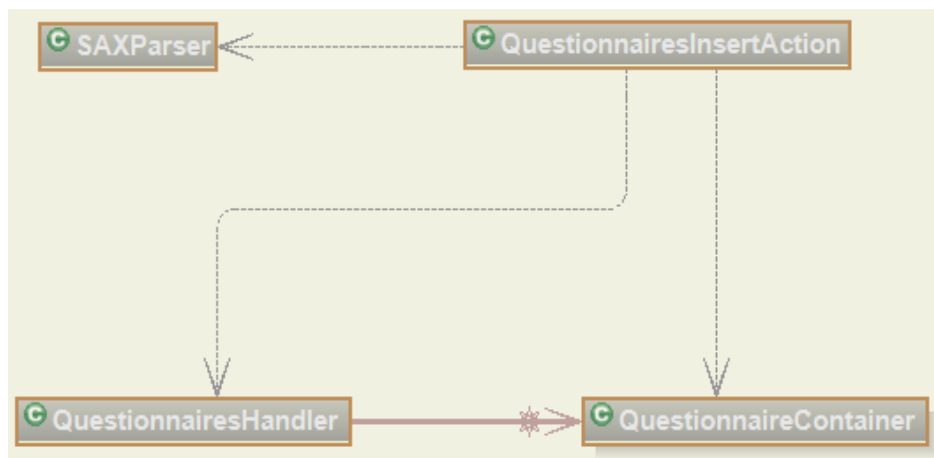 C SAXParser
C QuestionnairesInsertAction
C QuestionnairesHandler
C QuestionnaireContainer